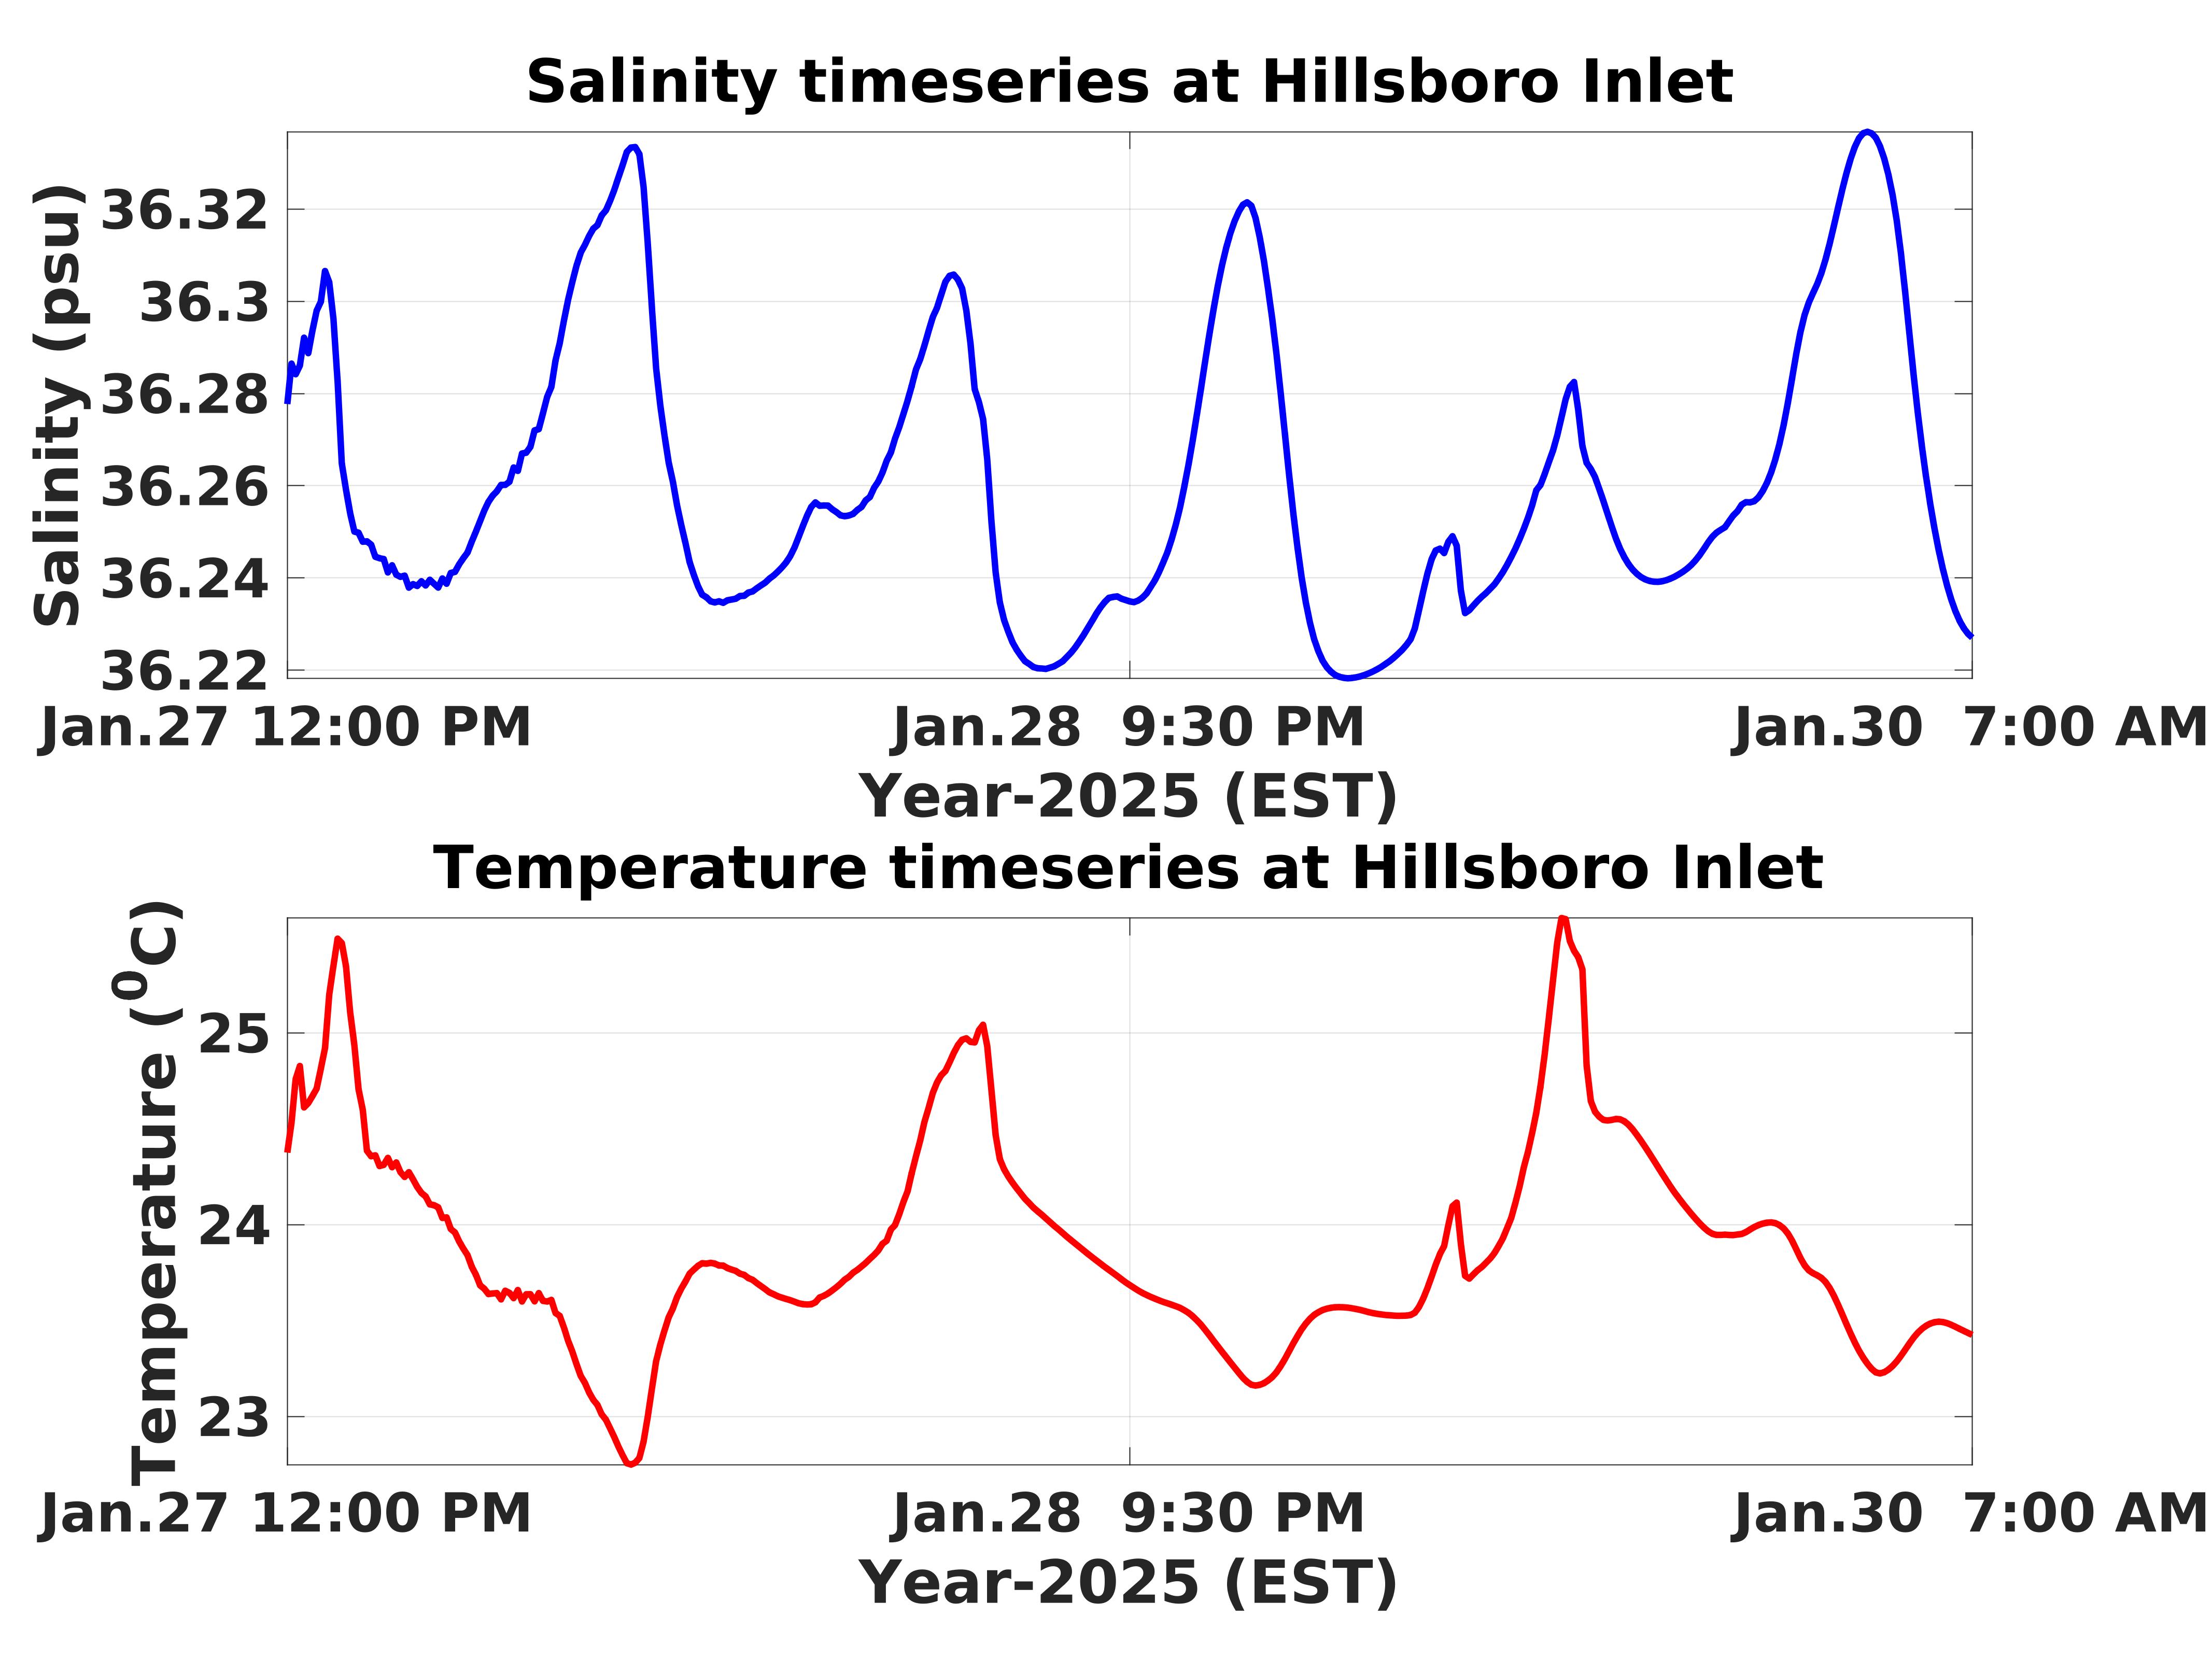 Salinity timeseries at Hillsboro Inlet
Salinity (psu)
36.32
36.3
36.28
36.26
36.24
36.22
Jan.27 12:00 PM Jan.28 9:30 PM Jan.30 7:00 AM
Year-2025 (EST)
Temperature timeseries at Hillsboro Inlet
Temperature (⁰C)
25
24
23
Jan.27 12:00 PM Jan.28 9:30 PM Jan.30 7:00 AM
Year-2025 (EST)